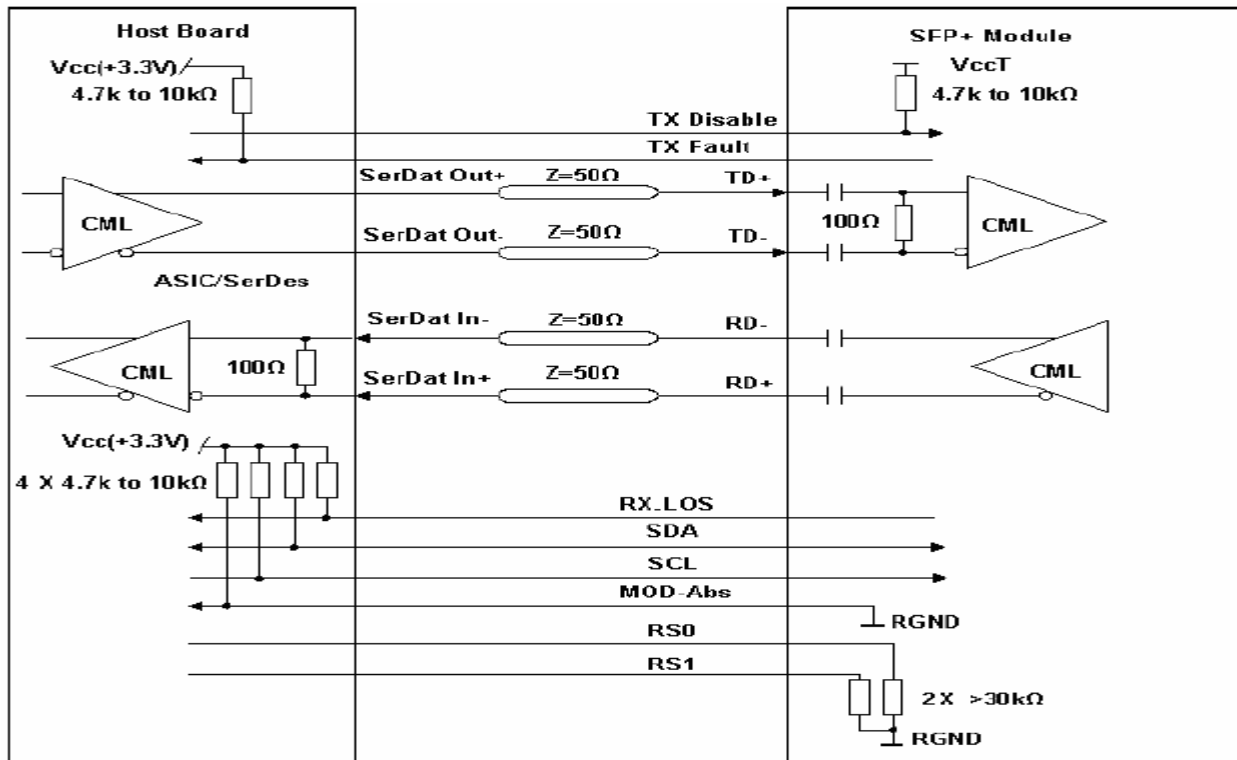 Host Board
SFP+ Module
Vcc(+3.3V)
4.7k to 10kΩ
VccT
4.7k to 10kΩ
TX Disable
TX Fault
SerDat Out+
Z=50Ω
TD+
CML
100Ω
CML
SerDat Out-
Z=50Ω
TD-
ASIC/SerDes
SerDat In-
Z=50Ω
RD-
CML
100Ω
CML
SerDat In+
Z=50Ω
RD+
Vcc(+3.3V)
4 X 4.7k to 10kΩ
RX-LOS
SDA
SCL
MOD-Abs
RGND
RS0
RS1
2X >30kΩ
RGND